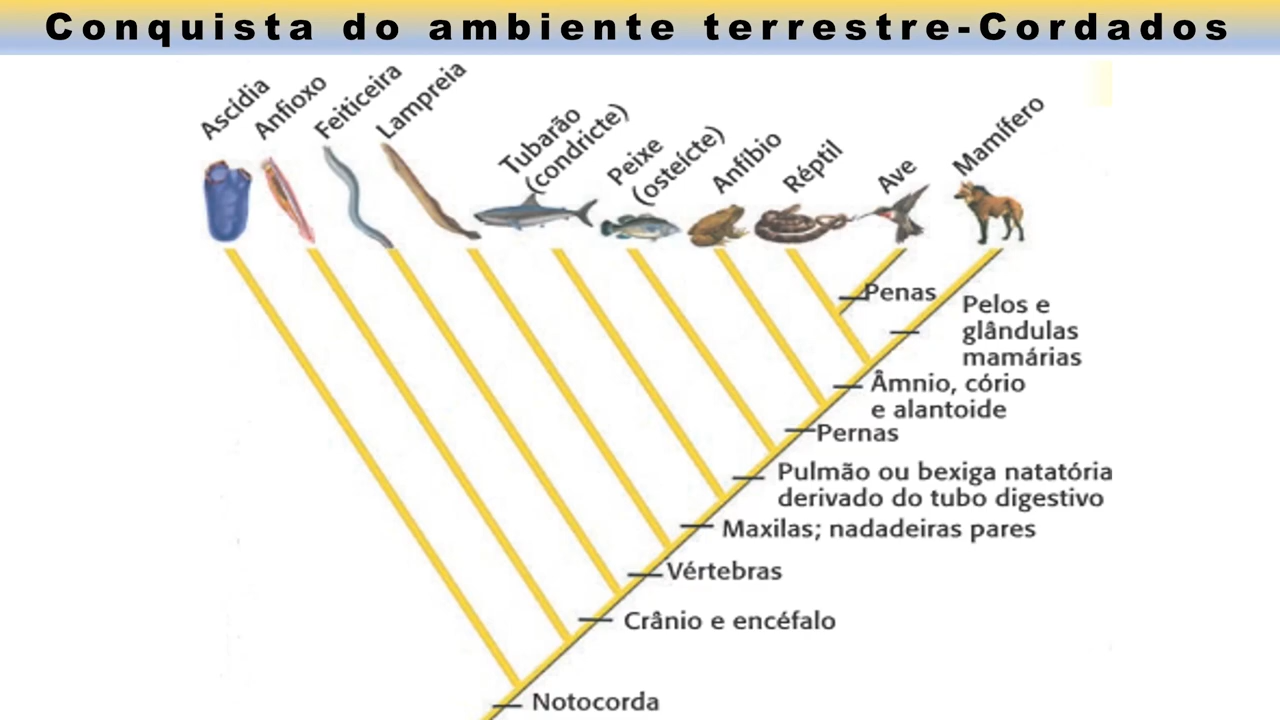 Conquista do ambiente terrestre-Cordados
Ascídia
Anfioxo
Feiticeira
Lampreia
Tubarão
(condricte)
Peixe
(osteícte)
Anfíbio
Réptil
Ave
Mamífero
Penas
Pelos e
glândulas
mamárias
Âmnio, cório
e alantoide
Pernas
Pulmão ou bexiga natatória
derivado do tubo digestivo
Maxilas; nadadeiras pares
Vértebras
Crânio e encéfalo
Notocorda